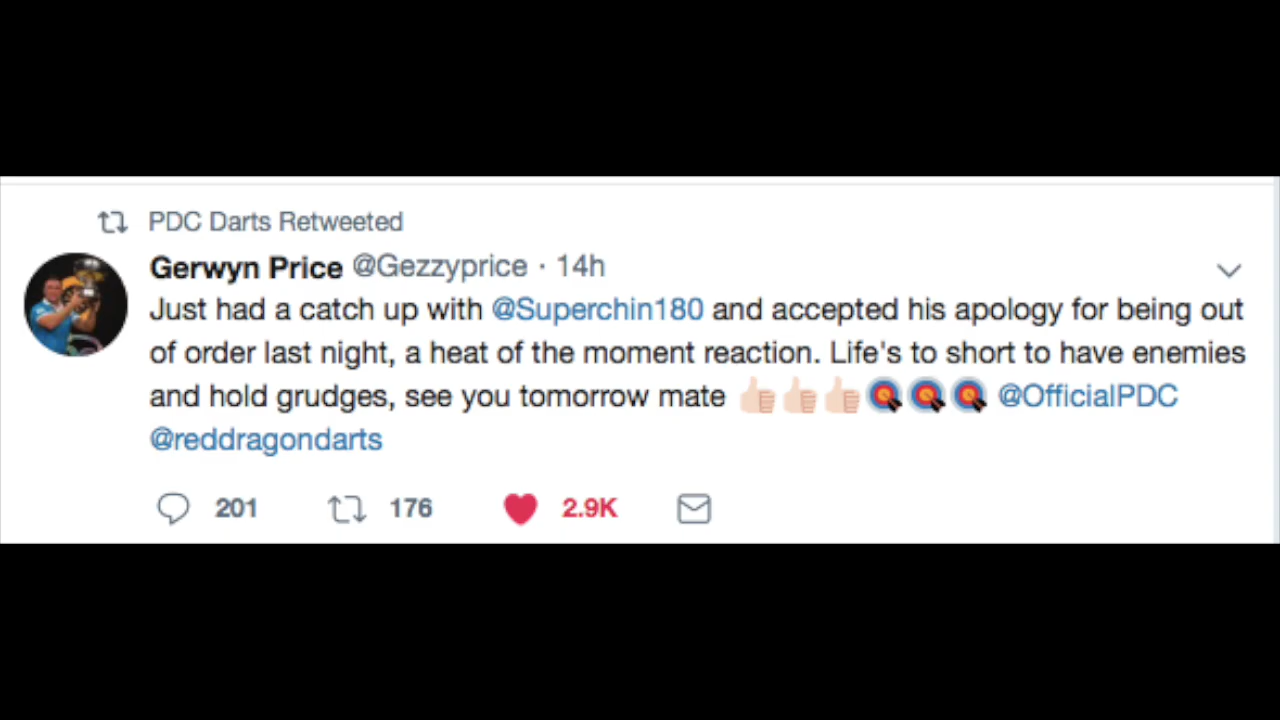 PDC Darts Retweeted
Gerwyn Price @Gezzyprice · 14h
Just had a catch up with @Superchin180 and accepted his apology for being out
of order last night, a heat of the moment reaction. Life's to short to have enemies
and hold grudges, see you tomorrow mate 👍🏻👍🏻👍🏻🎯🎯🎯 @OfficialPDC
@reddragondarts
201 176 2.9K